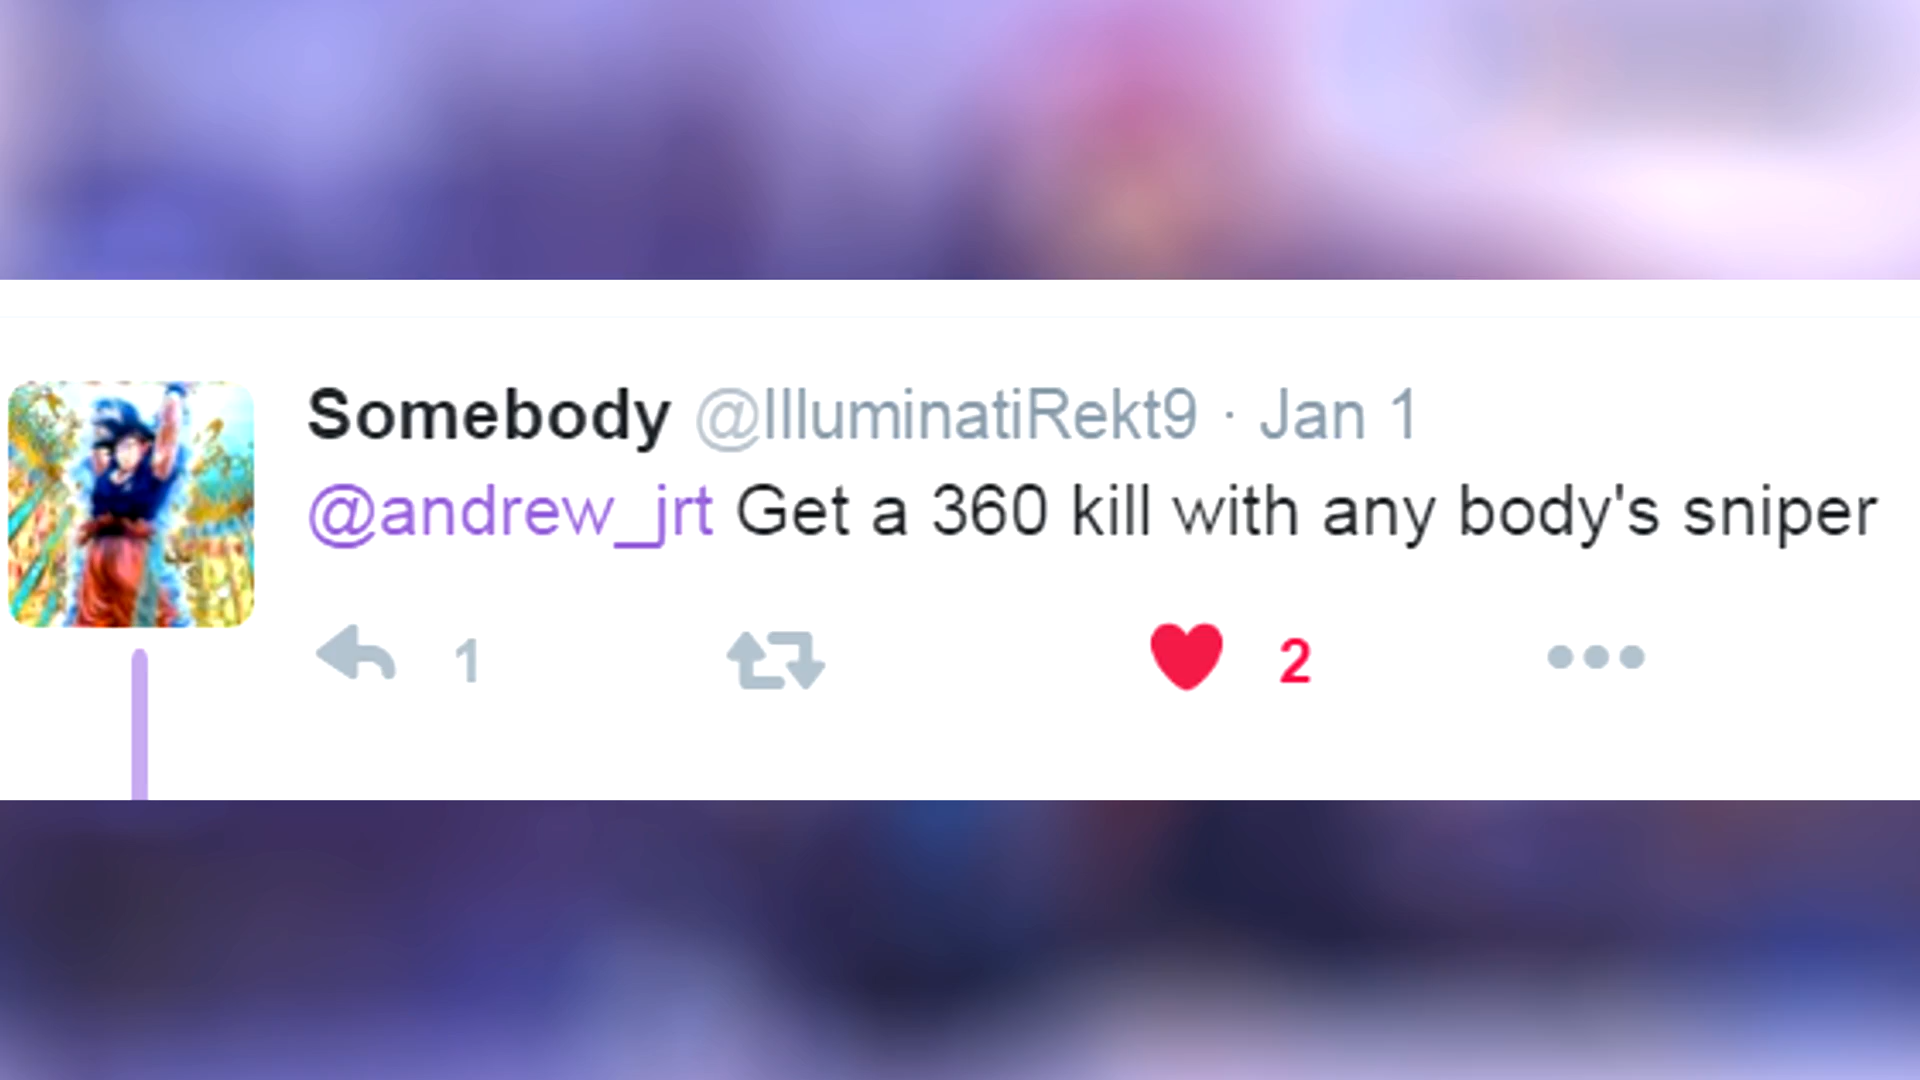 Somebody @IlluminatiRekt9 · Jan 1
@andrew_jrt Get a 360 kill with any body's sniper
1 2